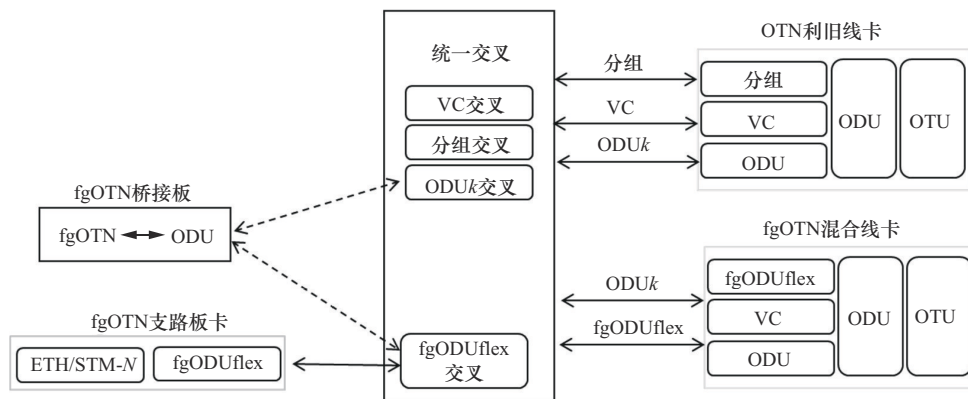 统一交叉
VC交叉
分组交叉
ODUk交叉
fgODUflex
交叉
fgOTN桥接板
fgOTN
ODU
fgOTN支路板卡
ETH/STM-N
fgODUflex
分组
VC
ODUk
OTN利旧线卡
分组
VC
ODU
ODU
OTU
ODUk
fgODUflex
fgOTN混合线卡
fgODUflex
VC
ODU
ODU
OTU